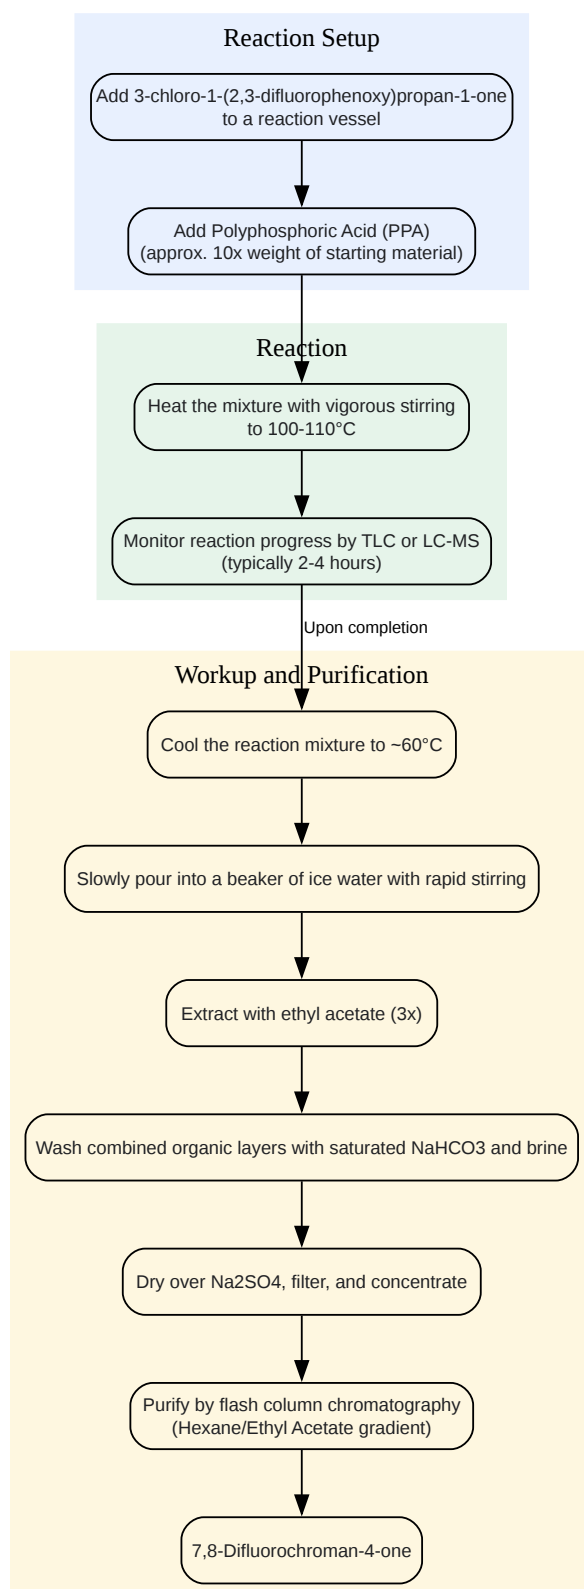 Reaction Setup
Add 3-chloro-1-(2,3-difluorophenoxy)propan-1-one
to a reaction vessel
Add Polyphosphoric Acid (PPA)
(approx. 10x weight of starting material)
Reaction
Heat the mixture with vigorous stirring
to 100-110°C
Monitor reaction progress by TLC or LC-MS
(typically 2-4 hours)
Upon completion
Workup and Purification
Cool the reaction mixture to ~60°C
Slowly pour into a beaker of ice water with rapid stirring
Extract with ethyl acetate (3x)
Wash combined organic layers with saturated NaHCO3 and brine
Dry over Na2SO4, filter, and concentrate
Purify by flash column chromatography
(Hexane/Ethyl Acetate gradient)
7,8-Difluorochroman-4-one